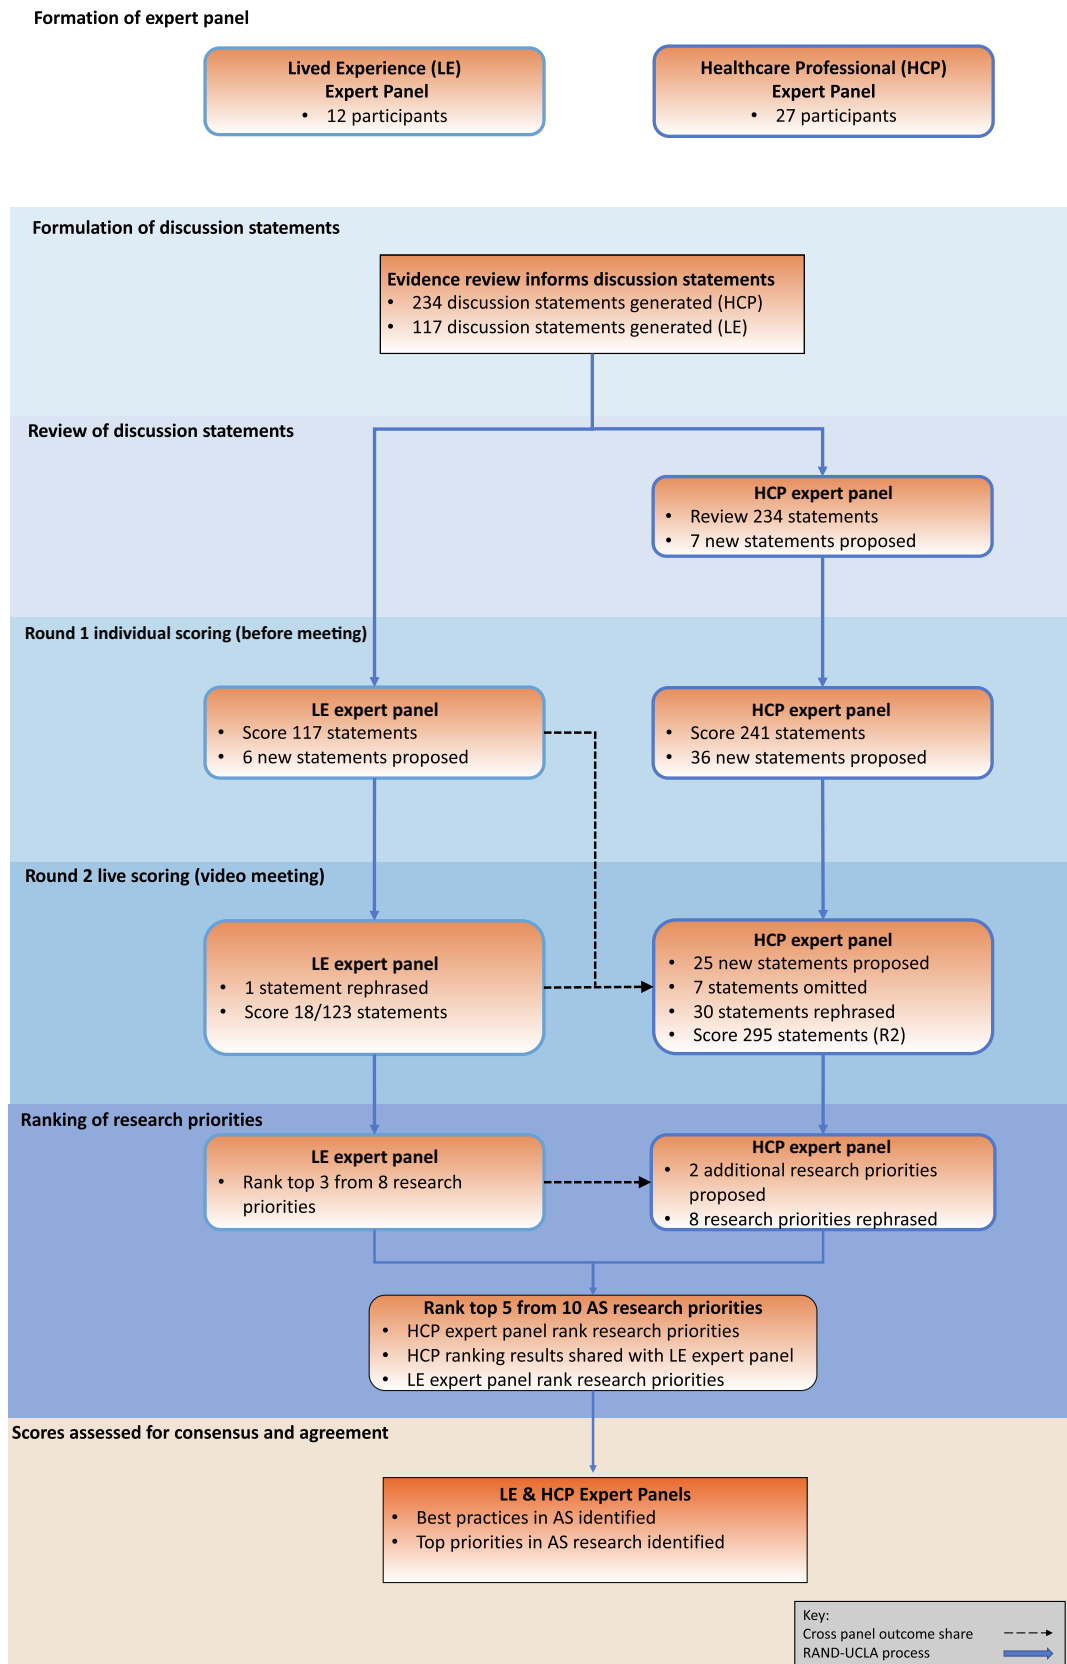 Formation of expert panel
Lived Experience (LE)
Expert Panel
• 12 participants
Healthcare Professional (HCP)
Expert Panel
• 27 participants
Formulation of discussion statements
Evidence review informs discussion statements
• 234 discussion statements generated (HCP)
• 117 discussion statements generated (LE)
Review of discussion statements
HCP expert panel
• Review 234 statements
• 7 new statements proposed
Round 1 individual scoring (before meeting)
LE expert panel
• Score 117 statements
• 6 new statements proposed
HCP expert panel
• Score 241 statements
• 36 new statements proposed
Round 2 live scoring (video meeting)
LE expert panel
• 1 statement rephrased
• Score 18/123 statements
HCP expert panel
• 25 new statements proposed
• 7 statements omitted
• 30 statements rephrased
• Score 295 statements (R2)
Ranking of research priorities
LE expert panel
• Rank top 3 from 8 research
priorities
HCP expert panel
• 2 additional research priorities
proposed
• 8 research priorities rephrased
Rank top 5 from 10 AS research priorities
• HCP expert panel rank research priorities
• HCP ranking results shared with LE expert panel
• LE expert panel rank research priorities
Scores assessed for consensus and agreement
LE & HCP Expert Panels
• Best practices in AS identified
• Top priorities in AS research identified
Key:
Cross panel outcome share
RAND-UCLA process